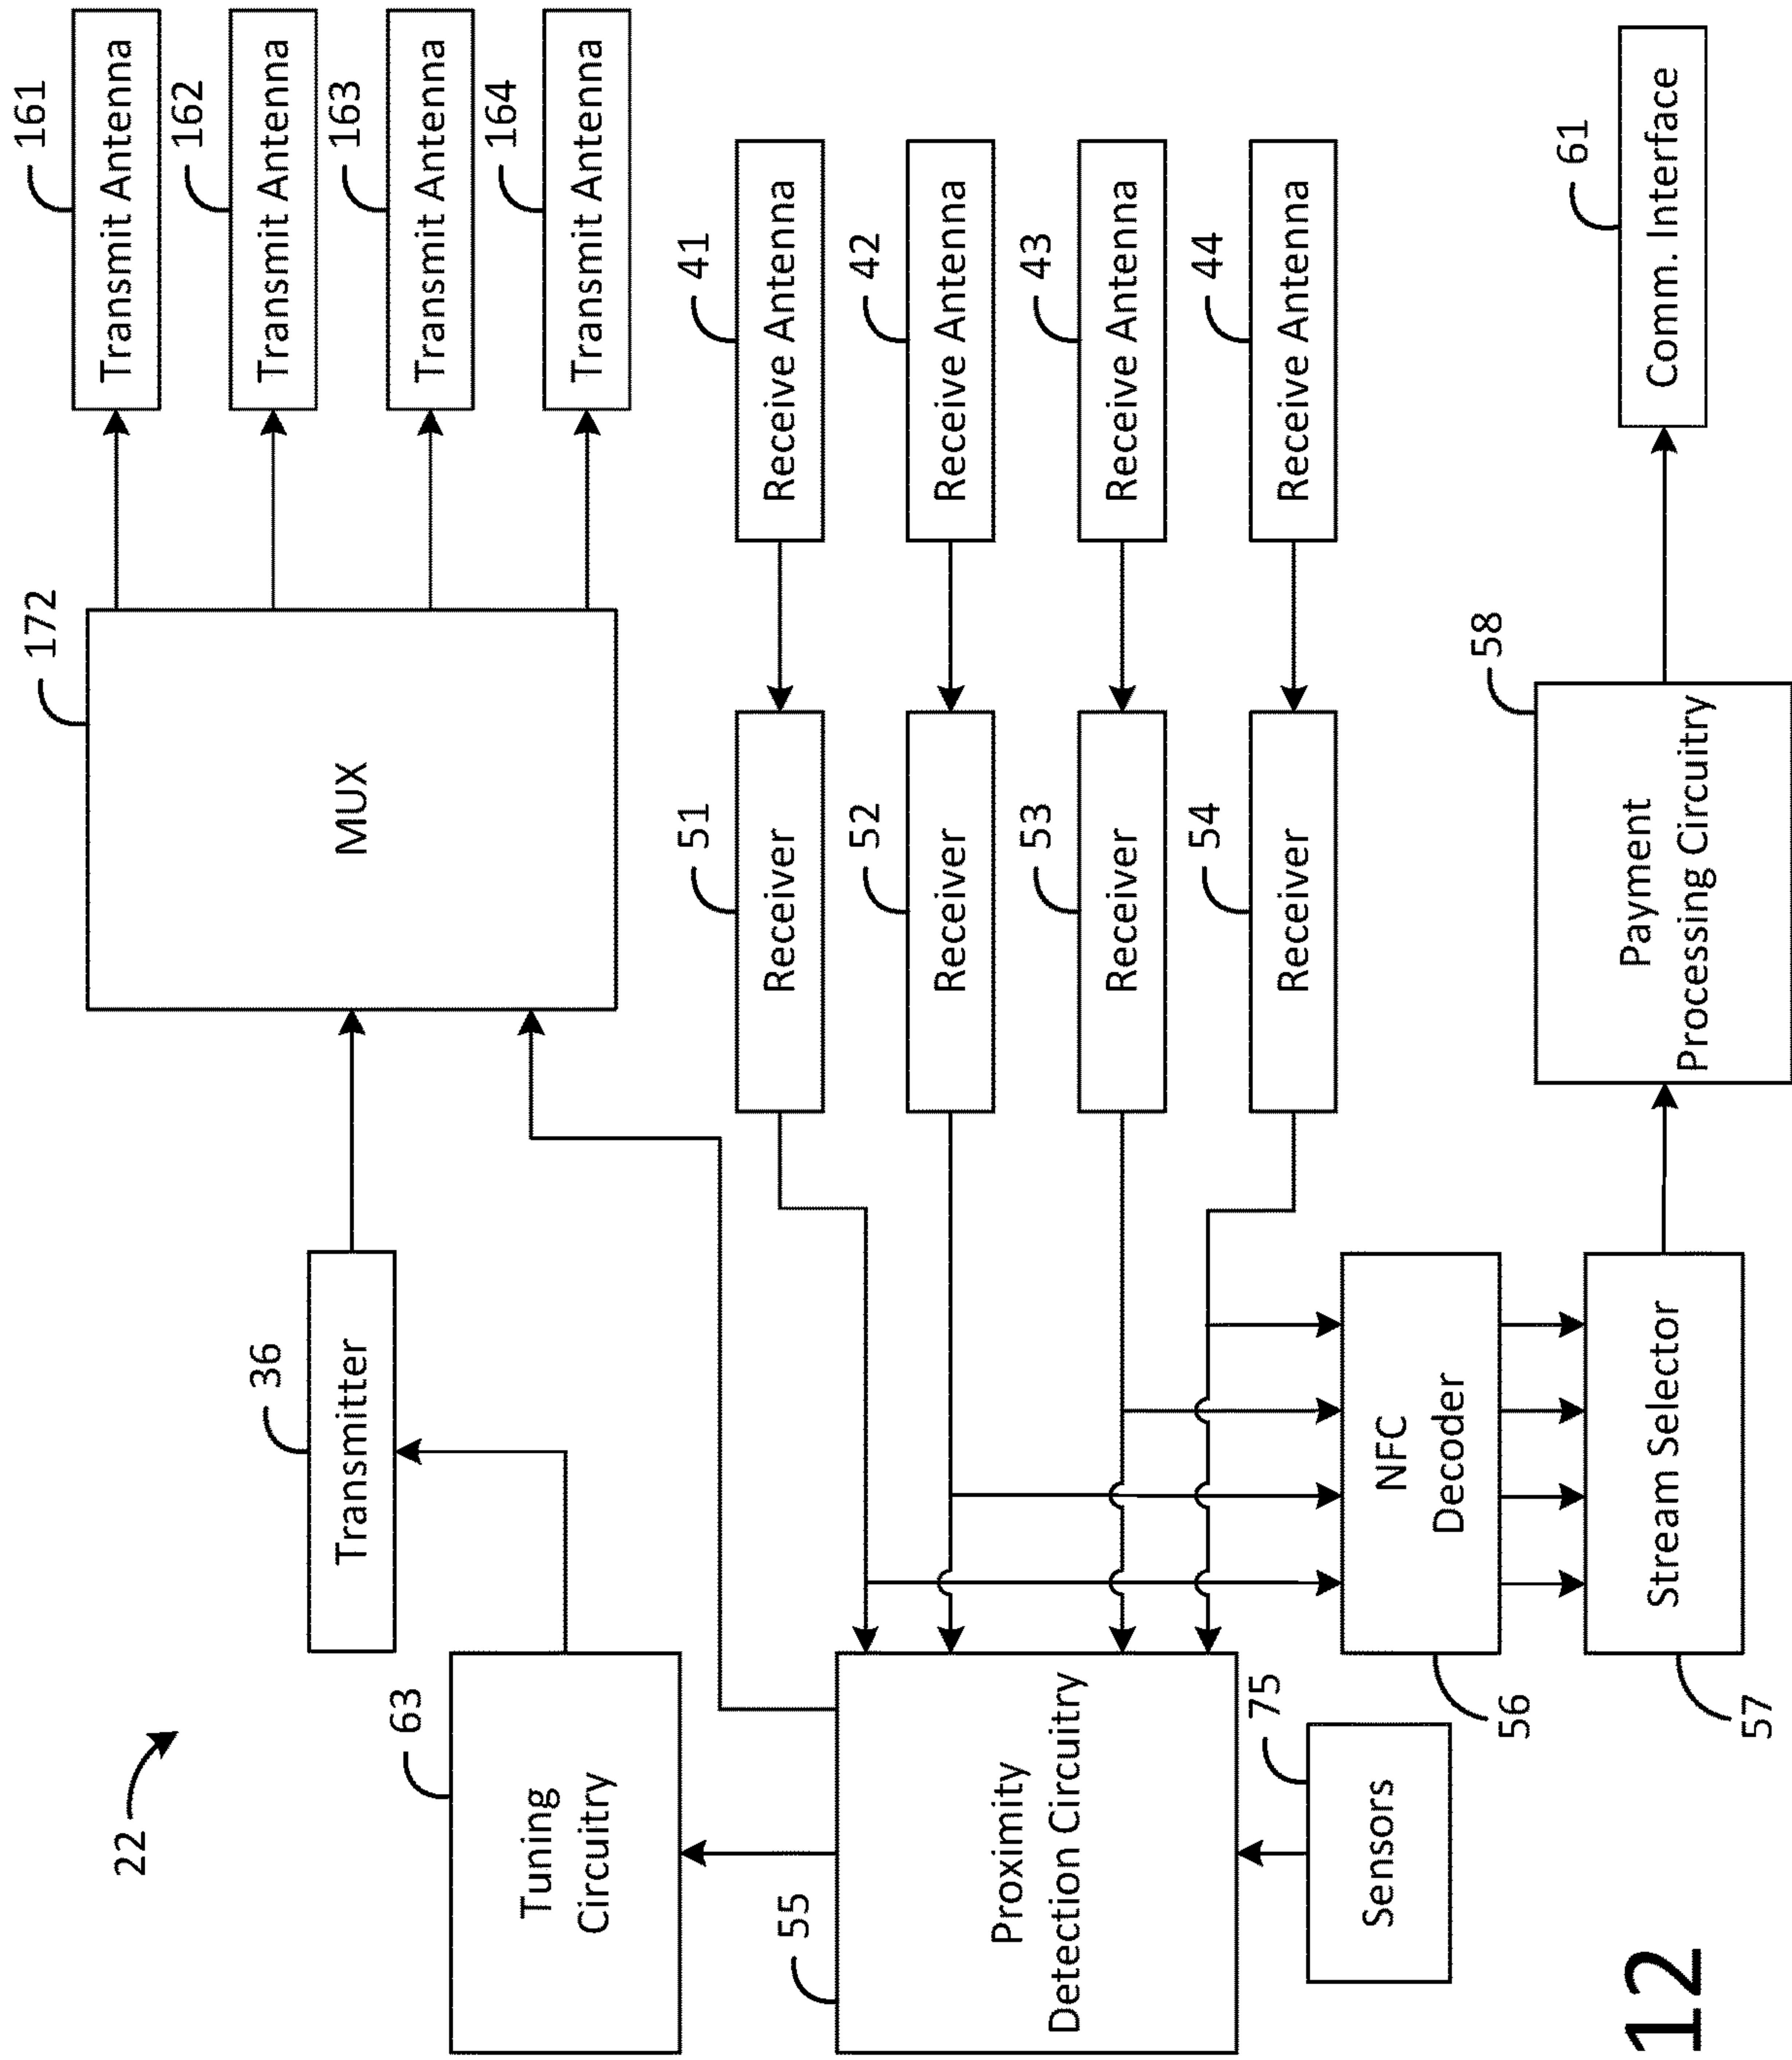 22
63
Tuning
Circuitry
36
Transmitter
172
MUX
161
Transmit Antenna
162
Transmit Antenna
163
Transmit Antenna
164
Transmit Antenna
55
Proximity
Detection Circuitry
51
Receiver
41
Receive Antenna
52
Receiver
42
Receive Antenna
53
Receiver
43
Receive Antenna
54
Receiver
44
Receive Antenna
75
Sensors
56
NFC
Decoder
57
Stream Selector
58
Payment
Processing Circuitry
61
Comm. Interface
12